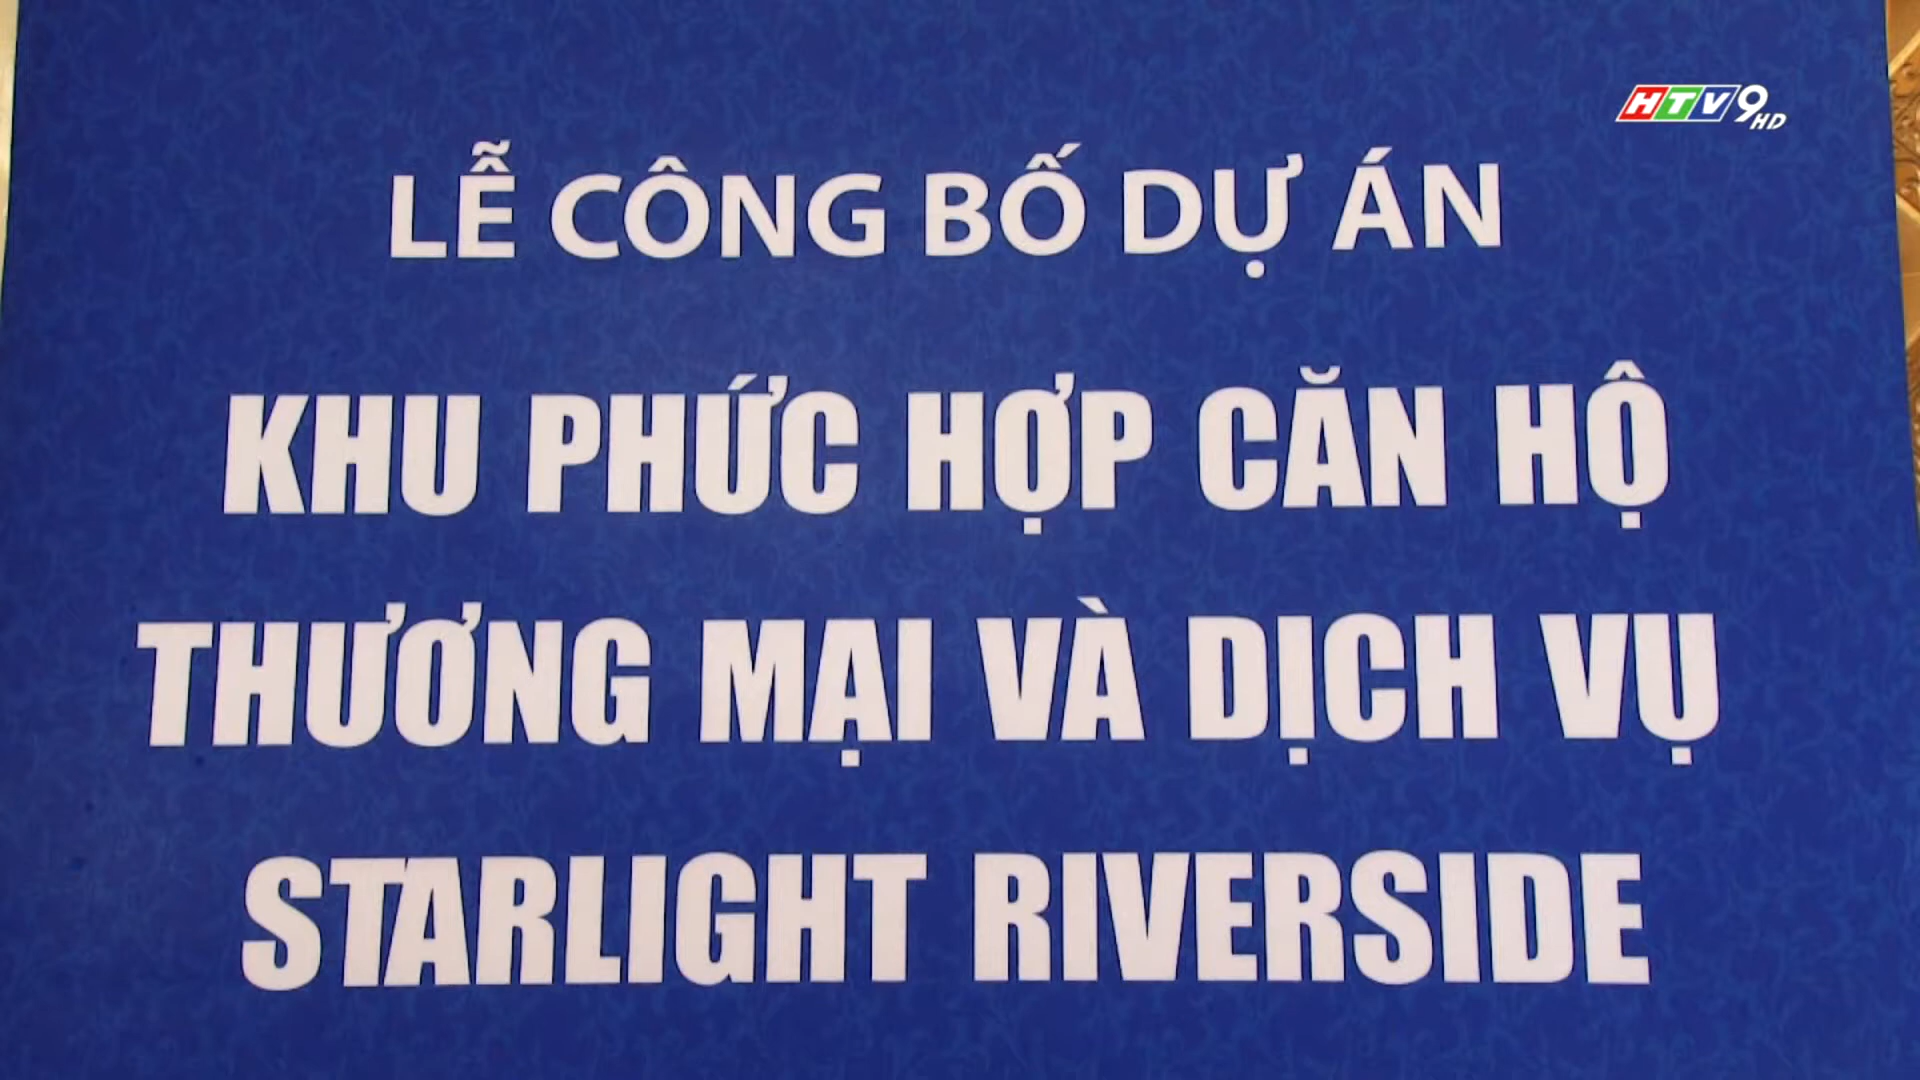 HTV9 HD
LỄ CÔNG BỐ DỰ ÁN
KHU PHỨC HỢP CĂN HỘ
THƯƠNG MẠI VÀ DỊCH VỤ
STARLIGHT RIVERSIDE